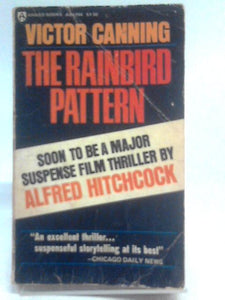 VICTOR CANNING
THE RAINBIRD
PATTERN
SOON TO BE A MAJOR
SUSPENSE FILM THRILLER BY
ALFRED HITCHCOCK
"An excellent thriller...
suspenseful storytelling at its best"
—CHICAGO DAILY NEWS